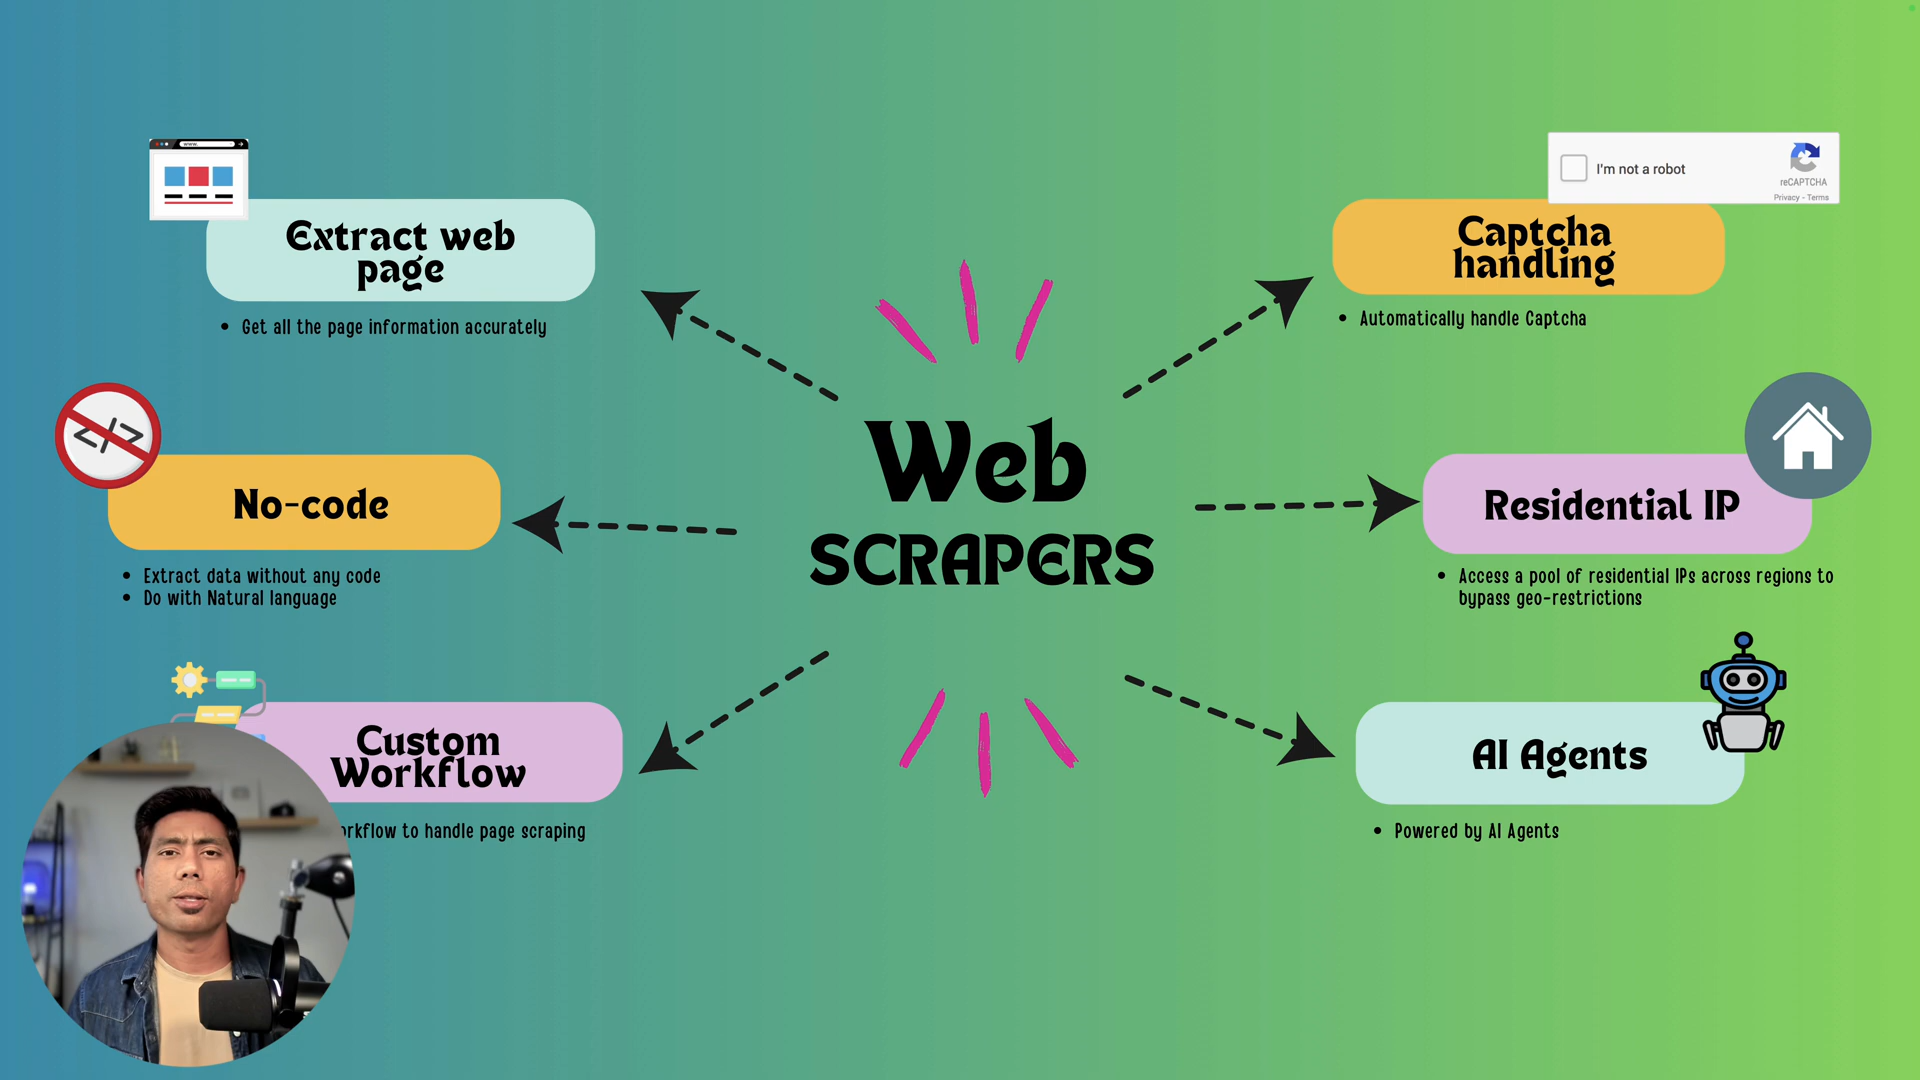 www.
Extract web
page
• Get all the page information accurately
</>
No-code
• Extract data without any code
• Do with Natural language
Custom
Workflow
to handle page scraping
Web
SCRAPERS
I'm not a robot
reCAPTCHA
Privacy - Terms
Captcha
handling
• Automatically handle Captcha
Residential IP
• Access a pool of residential IPs across regions to
bypass geo-restrictions
AI Agents
• Powered by AI Agents